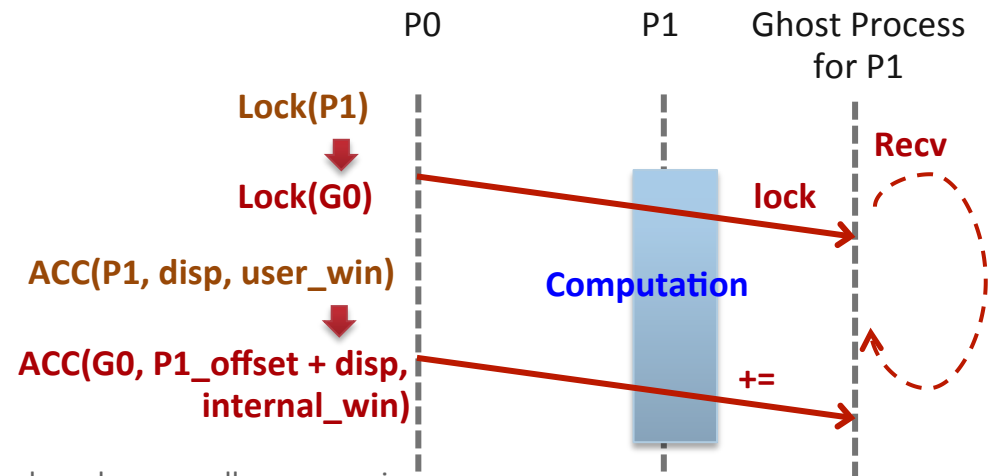 P0
P1
Ghost Process
for P1
Lock(P1)
Recv
Lock(G0)
lock
ACC(P1, disp, user_win)
Computation
ACC(G0, P1_offset + disp,
internal_win)
+=